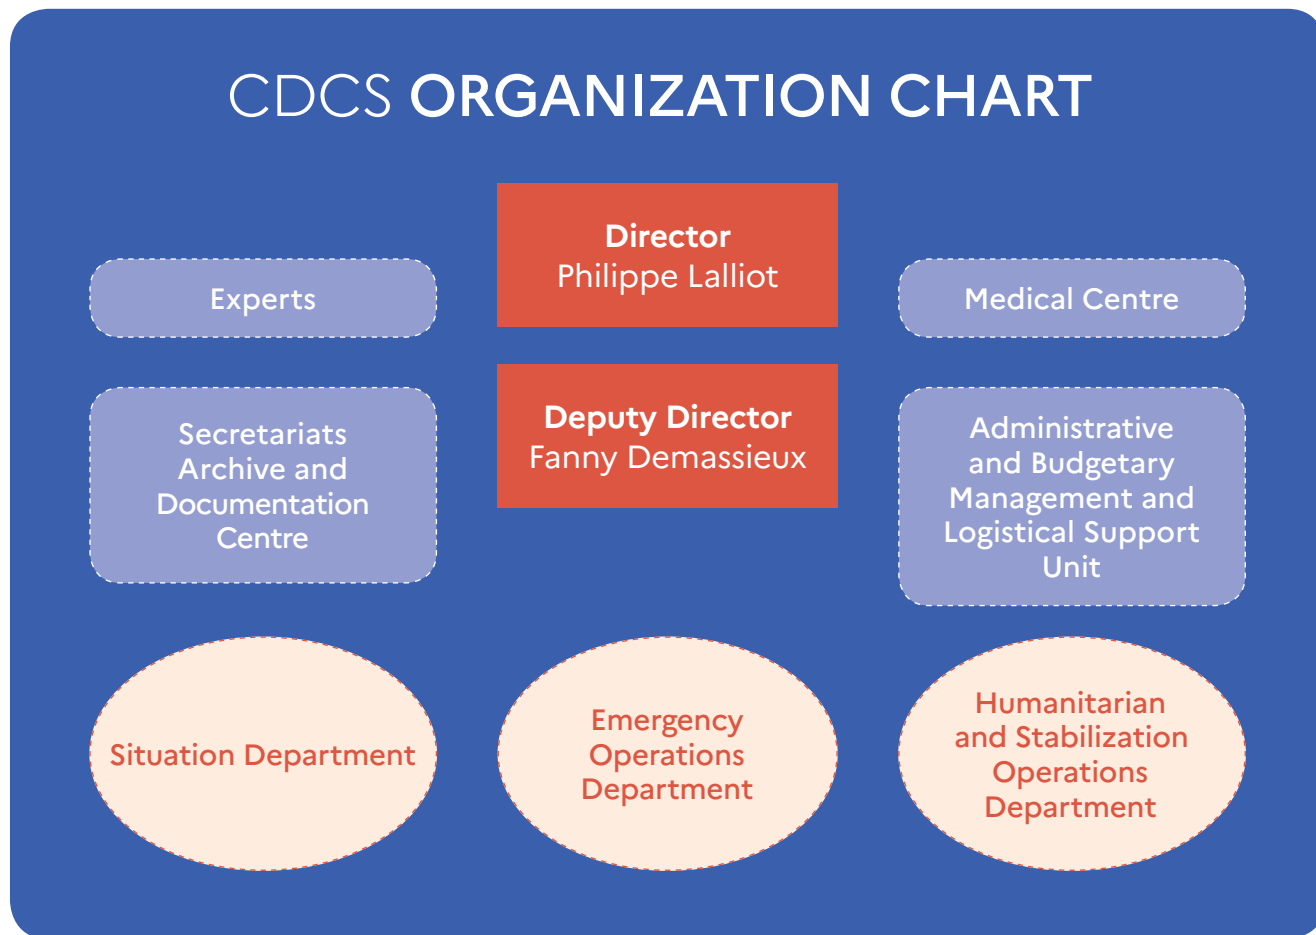 CDCS ORGANIZATION CHART
Director
Philippe Lalliot
Experts
Medical Centre
Deputy Director
Fanny Demassieux
Secretariats
Archive and
Documentation
Centre
Administrative
and Budgetary
Management and
Logistical Support
Unit
Situation Department
Emergency
Operations
Department
Humanitarian
and Stabilization
Operations
Department